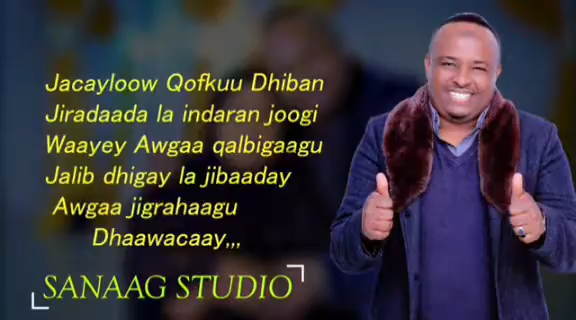 Jacayloow Qofkuu Dhiban
Jiradaada la indaran joogi
Waayey Awgaa qalbigaagu
Jalib dhigay la jibaaday
Awgaa jigrahaagu
Dhaawacaay,,,
SANAAG STUDIO